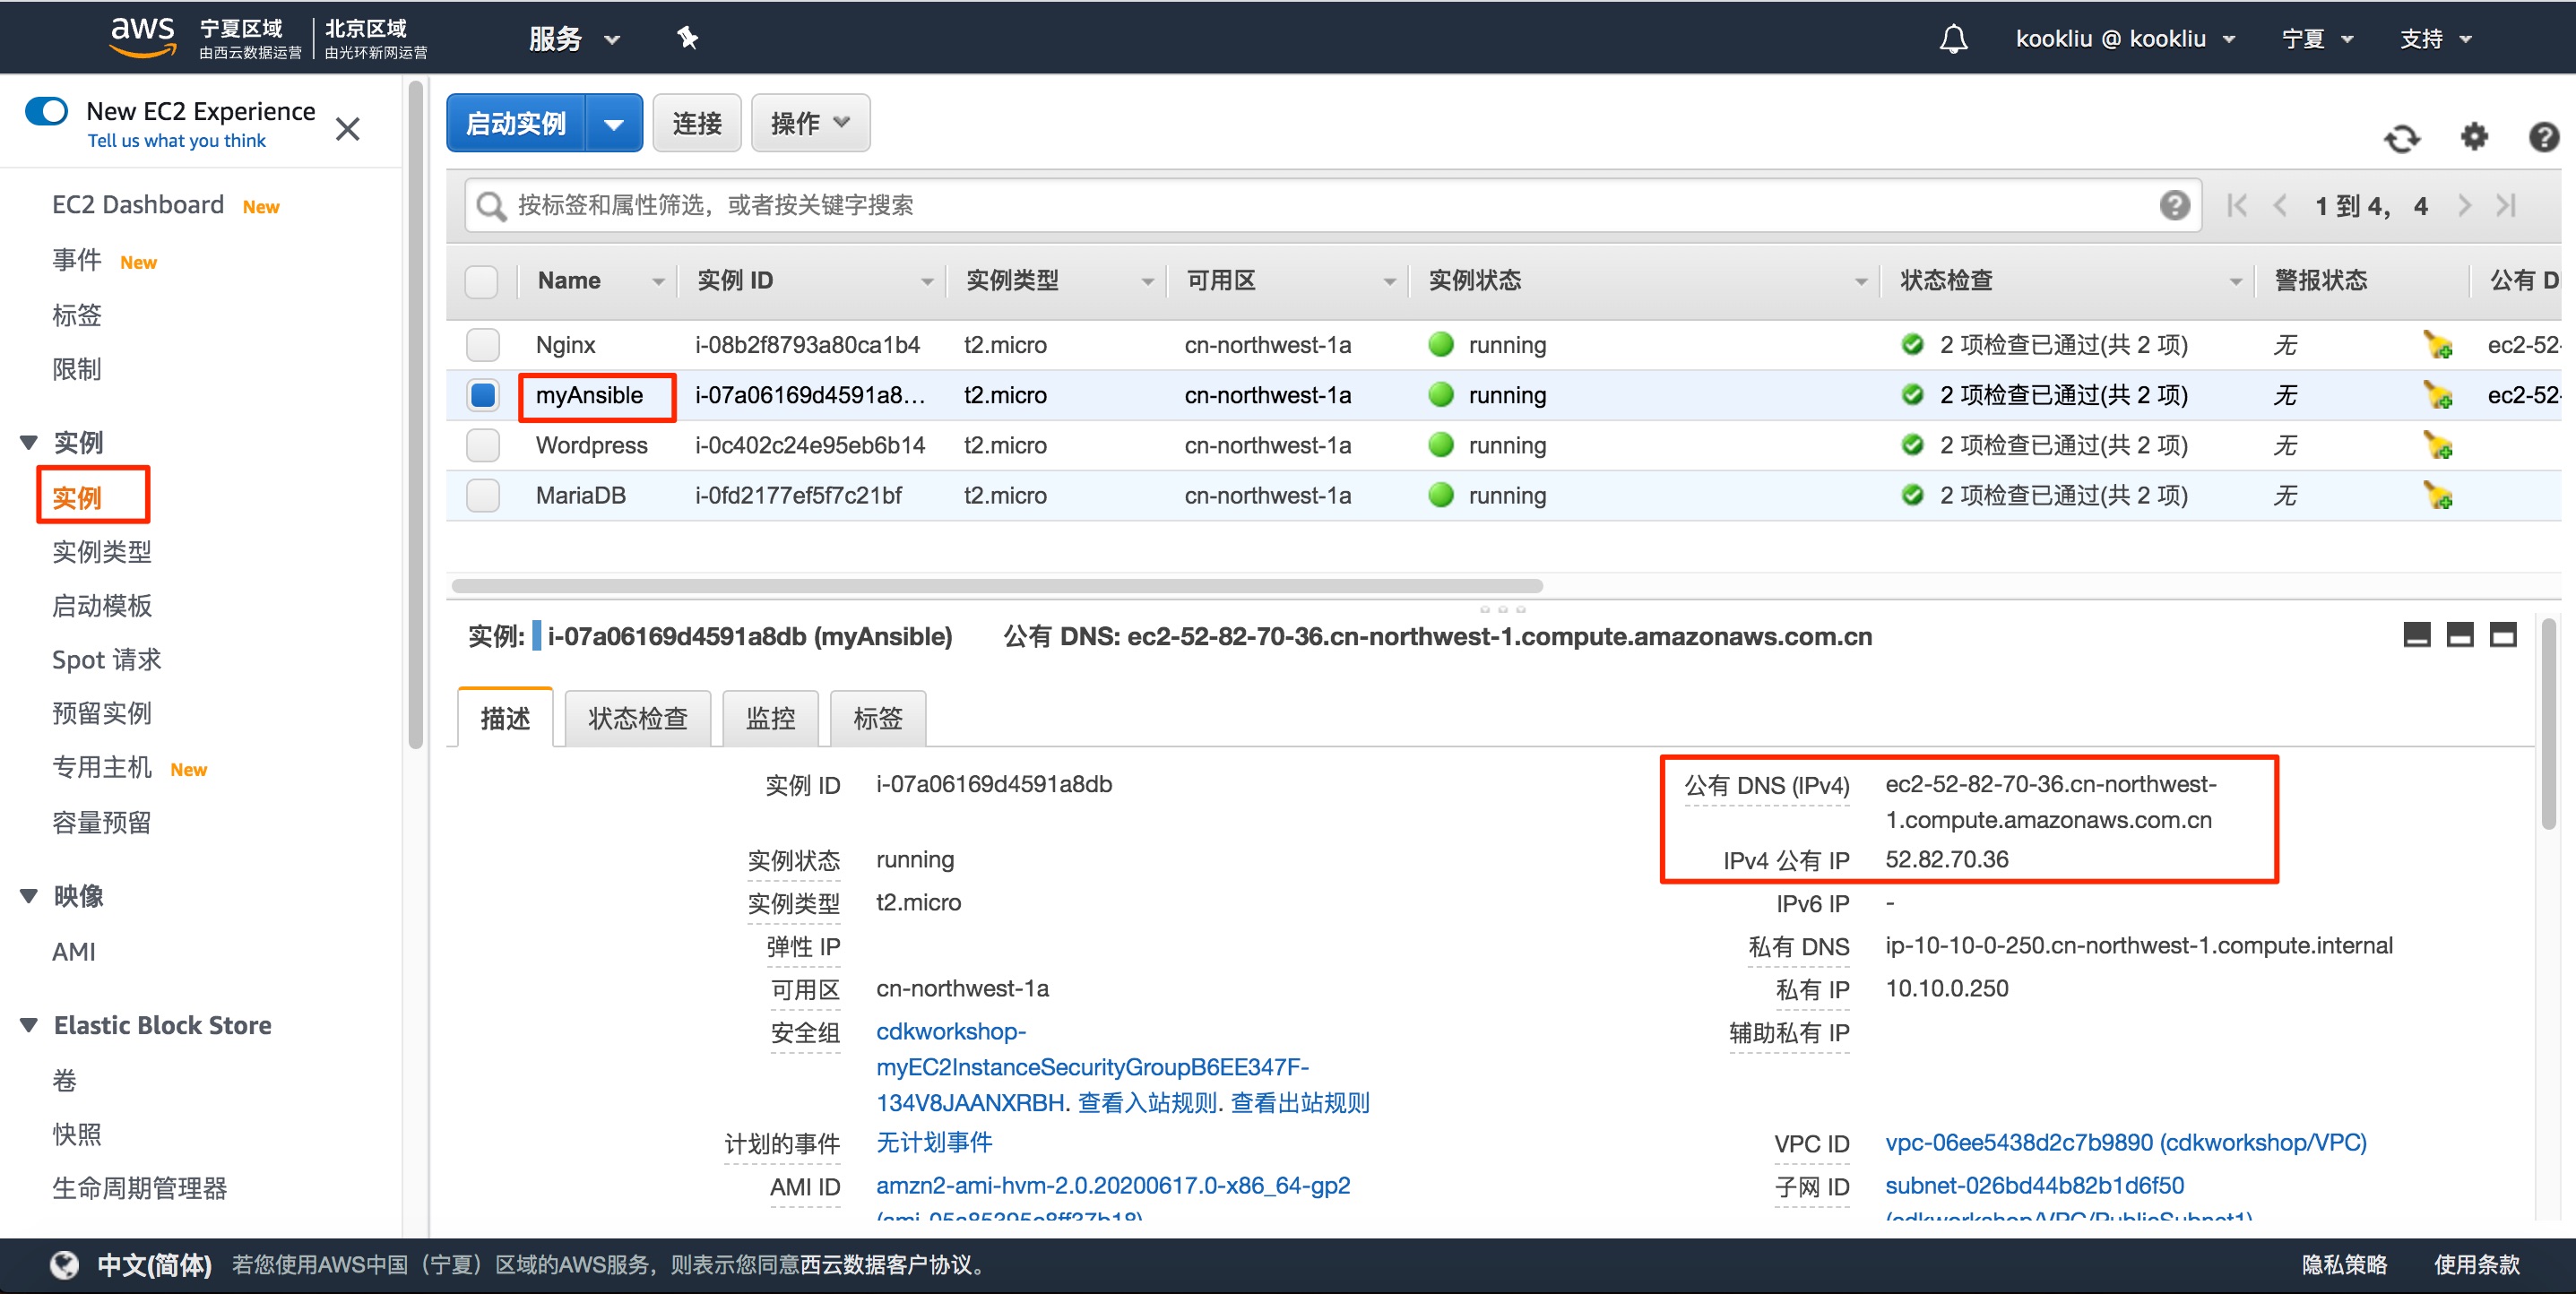 aws 宁夏区域 由西云数据运营 北京区域 由光环新网运营 服务 kookliu @ kookliu 宁夏 支持
New EC2 Experience
Tell us what you think
EC2 Dashboard New
事件 New
标签
限制
实例
实例
实例类型
启动模板
Spot 请求
预留实例
专用主机 New
容量预留
映像
AMI
Elastic Block Store
卷
快照
生命周期管理器
启动实例 连接 操作
按标签和属性筛选，或者按关键字搜索 1 到 4， 4
Name 实例 ID 实例类型 可用区 实例状态 状态检查 警报状态 公有 D
Nginx i-08b2f8793a80ca1b4 t2.micro cn-northwest-1a running 2 项检查已通过(共 2 项) 无 ec2-52-
myAnsible i-07a06169d4591a8... t2.micro cn-northwest-1a running 2 项检查已通过(共 2 项) 无 ec2-52-
Wordpress i-0c402c24e95eb6b14 t2.micro cn-northwest-1a running 2 项检查已通过(共 2 项) 无
MariaDB i-0fd2177ef5f7c21bf t2.micro cn-northwest-1a running 2 项检查已通过(共 2 项) 无
实例: i-07a06169d4591a8db (myAnsible) 公有 DNS: ec2-52-82-70-36.cn-northwest-1.compute.amazonaws.com.cn
描述 状态检查 监控 标签
实例 ID i-07a06169d4591a8db
实例状态 running
实例类型 t2.micro
弹性 IP
可用区 cn-northwest-1a
安全组 cdkworkshop-
myEC2InstanceSecurityGroupB6EE347F-
134V8JAANXRBH. 查看入站规则. 查看出站规则
计划的事件 无计划事件
AMI ID amzn2-ami-hvm-2.0.20200617.0-x86_64-gp2
(ami-05a85395a8ff37b18)
公有 DNS (IPv4) ec2-52-82-70-36.cn-northwest-
1.compute.amazonaws.com.cn
IPv4 公有 IP 52.82.70.36
IPv6 IP -
私有 DNS ip-10-10-0-250.cn-northwest-1.compute.internal
私有 IP 10.10.0.250
辅助私有 IP
VPC ID vpc-06ee5438d2c7b9890 (cdkworkshop/VPC)
子网 ID subnet-026bd44b82b1d6f50
(cdkworkshop/VPC/PublicSubnet1)
中文(简体) 若您使用AWS中国（宁夏）区域的AWS服务，则表示您同意西云数据客户协议。 隐私策略 使用条款